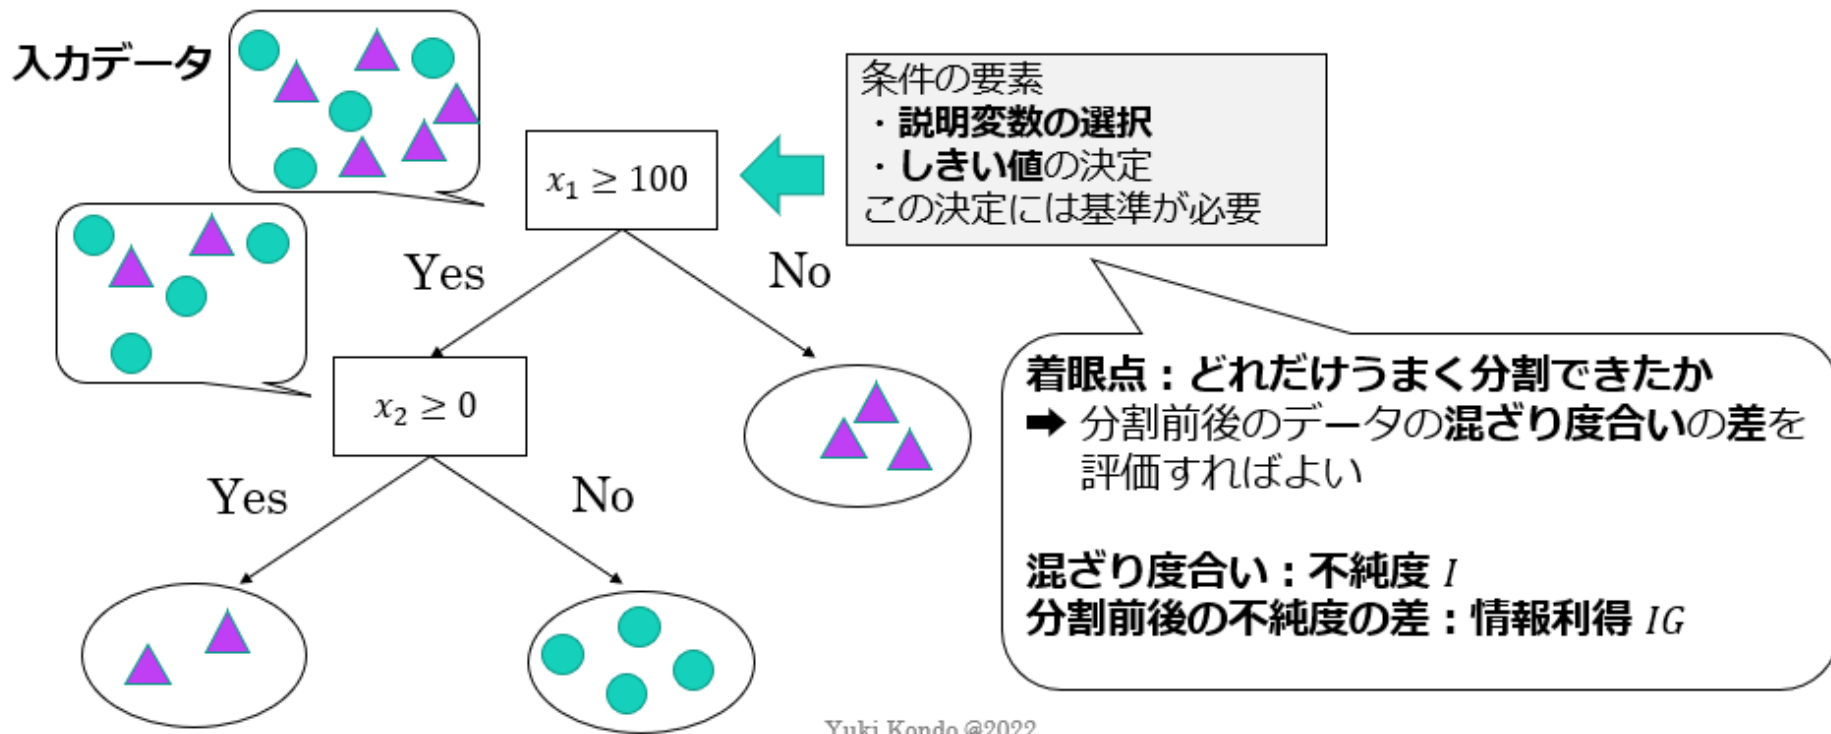 入力データ
条件の要素
・説明変数の選択
・しきい値の決定
この決定には基準が必要
x₁ ≥ 100
Yes
No
x₂ ≥ 0
Yes
No
着眼点：どれだけうまく分割できたか
➡ 分割前後のデータの混ざり度合いの差を
評価すればよい
混ざり度合い：不純度 I
分割前後の不純度の差：情報利得 IG
Yuki Kondo @2022